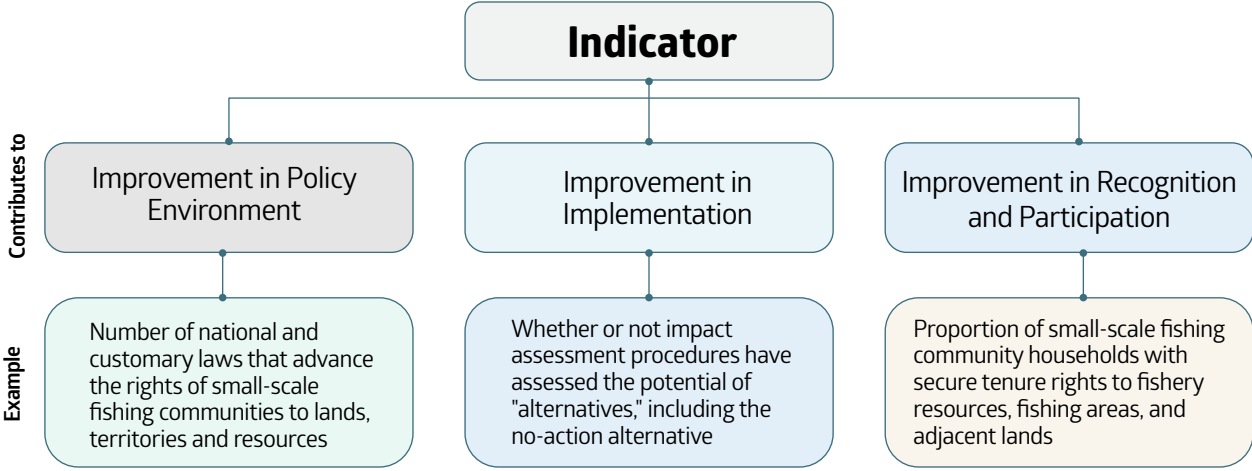 Indicator
Contributes to
Improvement in Policy
Environment
Improvement in
Implementation
Improvement in Recognition
and Participation
Example
Number of national and
customary laws that advance
the rights of small-scale
fishing communities to lands,
territories and resources
Whether or not impact
assessment procedures have
assessed the potential of
"alternatives," including the
no-action alternative
Proportion of small-scale fishing
community households with
secure tenure rights to fishery
resources, fishing areas, and
adjacent lands